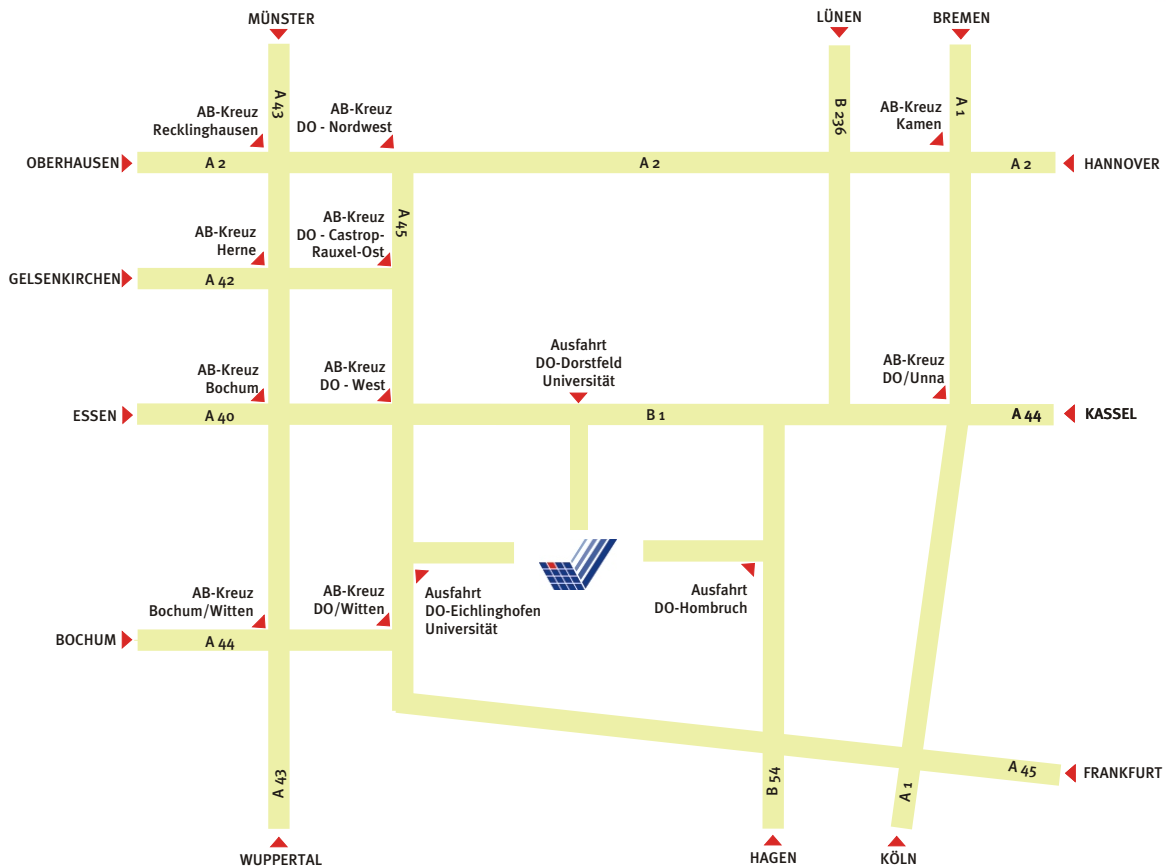 MÜNSTER
LÜNEN
BREMEN
A 43
B 236
A 1
AB-Kreuz
Recklinghausen
AB-Kreuz
DO - Nordwest
AB-Kreuz
Kamen
OBERHAUSEN
A 2
A 2
A 2
HANNOVER
A 45
AB-Kreuz
Herne
AB-Kreuz
DO - Castrop-
Rauxel-Ost
GELSENKIRCHEN
A 42
AB-Kreuz
Bochum
AB-Kreuz
DO - West
Ausfahrt
DO-Dorstfeld
Universität
AB-Kreuz
DO/Unna
ESSEN
A 40
B 1
A 44
KASSEL
AB-Kreuz
Bochum/Witten
AB-Kreuz
DO/Witten
Ausfahrt
DO-Eichlinghofen
Universität
Ausfahrt
DO-Hombruch
BOCHUM
A 44
A 43
B 54
A 1
A 45
FRANKFURT
WUPPERTAL
HAGEN
KÖLN